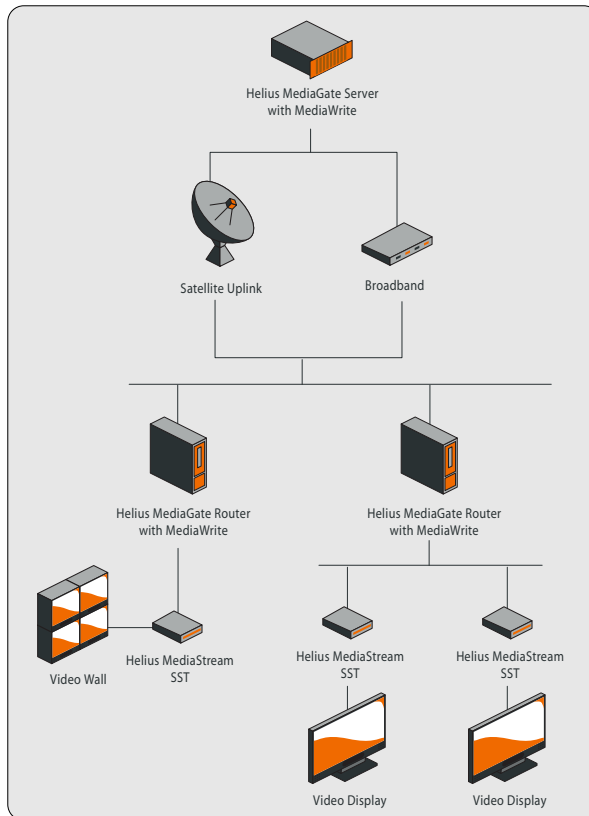 Helius MediaGate Server
with MediaWrite
Satellite Uplink
Broadband
Helius MediaGate Router
with MediaWrite
Helius MediaGate Router
with MediaWrite
Video Wall
Helius MediaStream
SST
Helius MediaStream
SST
Helius MediaStream
SST
Video Display
Video Display